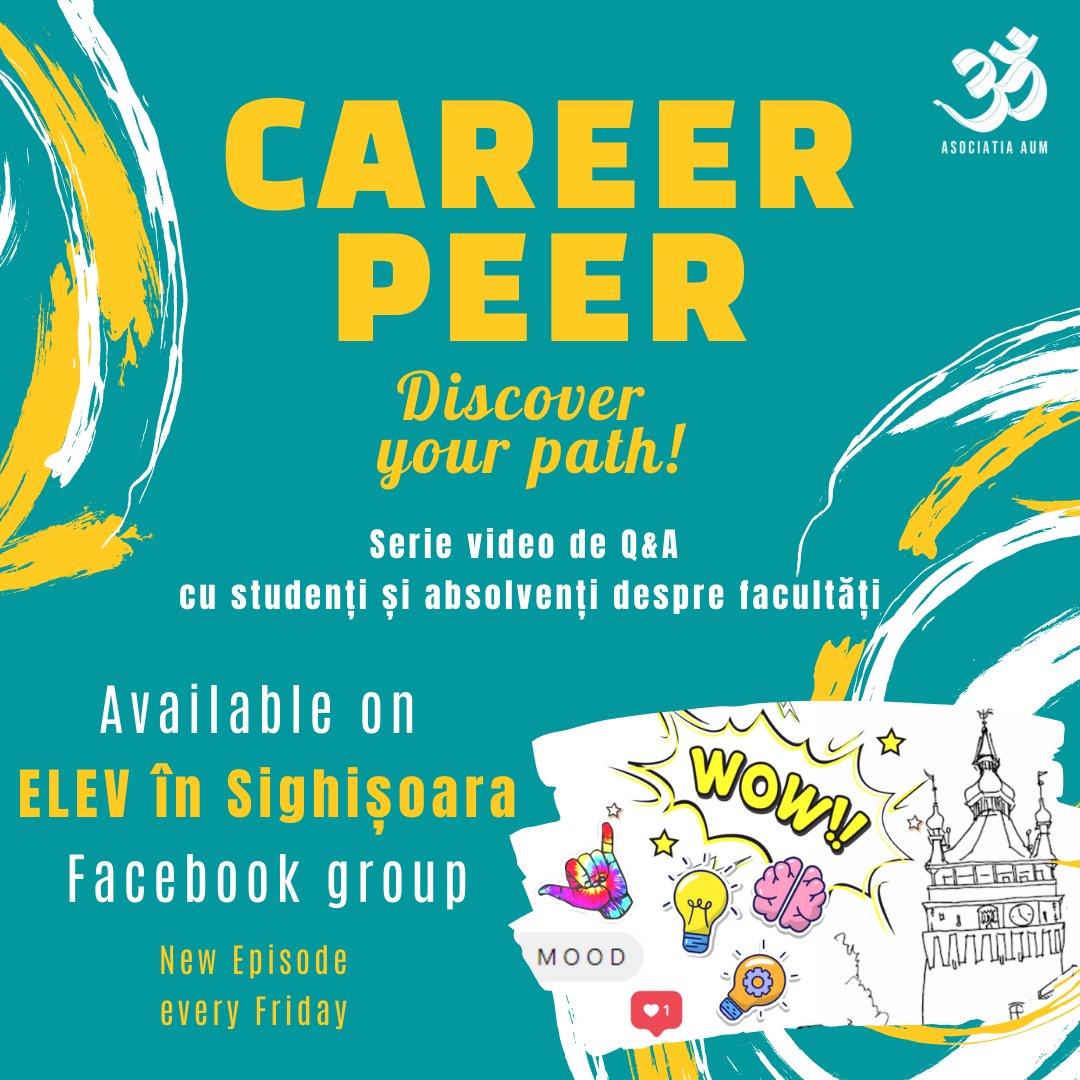 ASOCIATIA AUM
CAREER
PEER
Discover
your path!
Serie video de Q&A
cu studenți și absolvenți despre facultăți
Available on
ELEV în Sighișoara
Facebook group
New Episode
every Friday
WOW!!
MOOD
1